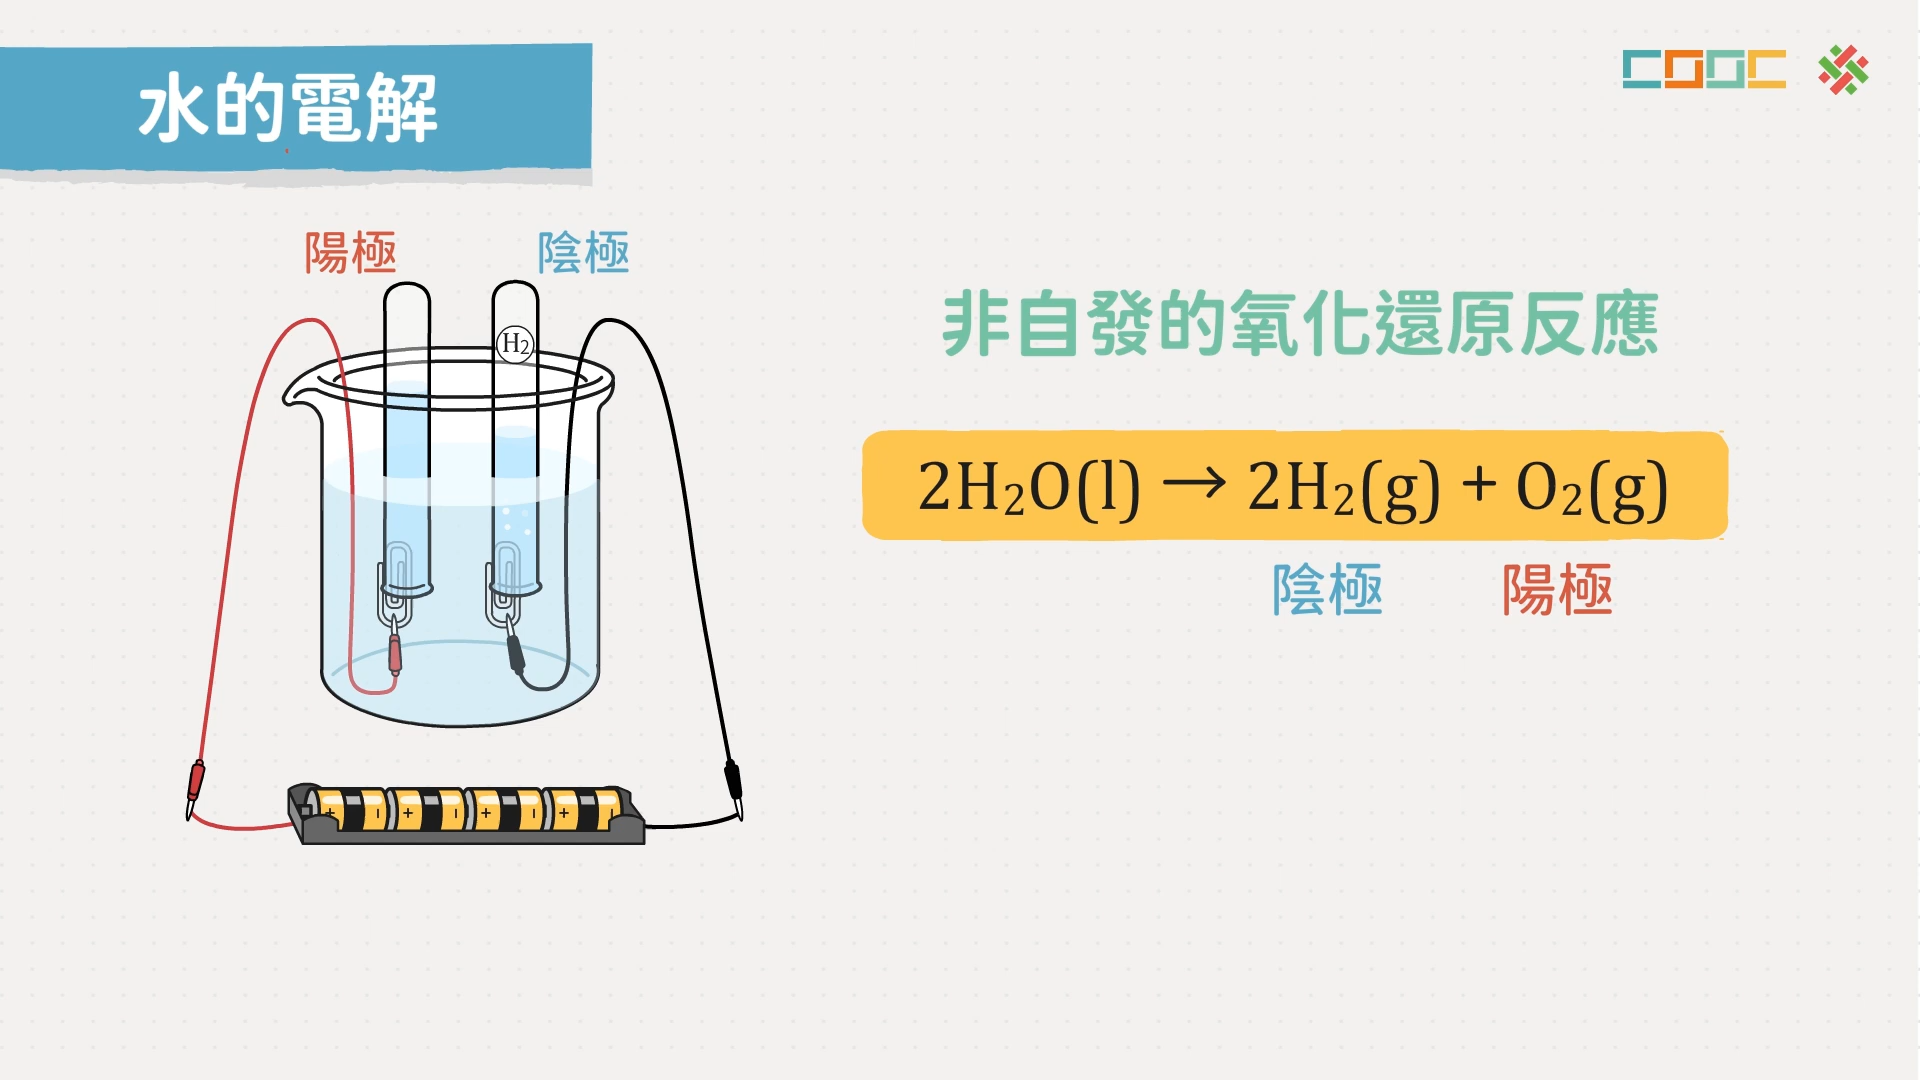 水的電解
COOC
陽極
陰極
H₂
非自發的氧化還原反應
2H₂O(l) → 2H₂(g) + O₂(g)
陰極
陽極
+ − + − + − + −